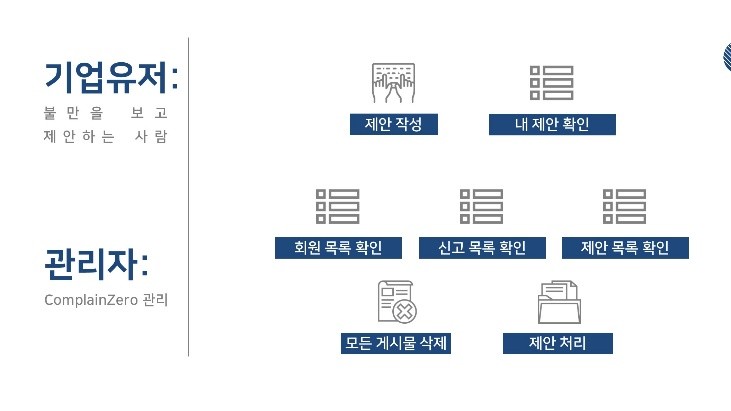 기업유저:
불만을 보고
제안하는 사람
제안 작성
내 제안 확인
관리자:
ComplainZero 관리
회원 목록 확인
신고 목록 확인
제안 목록 확인
모든 게시물 삭제
제안 처리